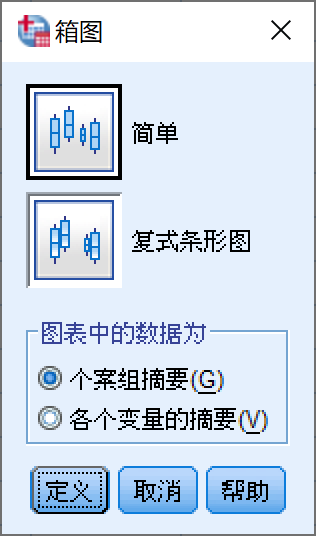 箱图
简单
复式条形图
图表中的数据为
个案组摘要(G)
各个变量的摘要(V)
定义 取消 帮助